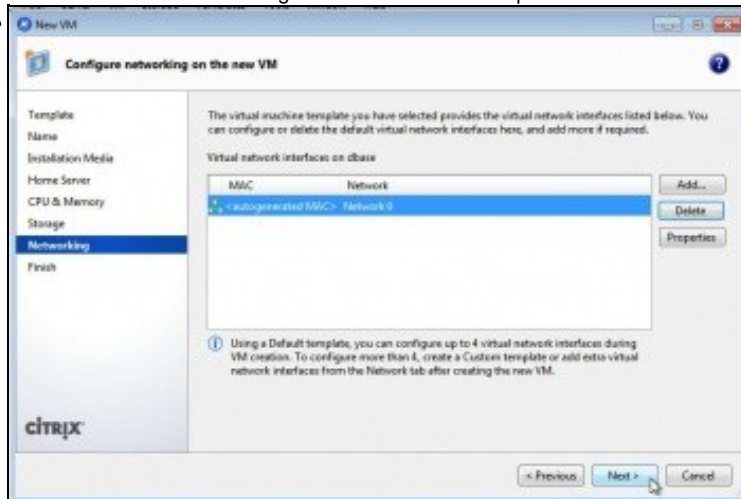 New VM
Configure networking on the new VM
Template
Name
Installation Media
Home Server
CPU & Memory
Storage
Networking
Finish
The virtual machine template you have selected provides the virtual network interfaces listed below. You
can configure or delete the default virtual network interfaces here, and add more if required.
Virtual network interfaces on dbase
MAC Network
<autogenerated MAC> Network 0
Add...
Delete
Properties
Using a Default template, you can configure up to 4 virtual network interfaces during
VM creation. To configure more than 4, create a Custom template or add extra virtual
network interfaces from the Network tab after creating the new VM.
CITRIX
< Previous Next > Cancel